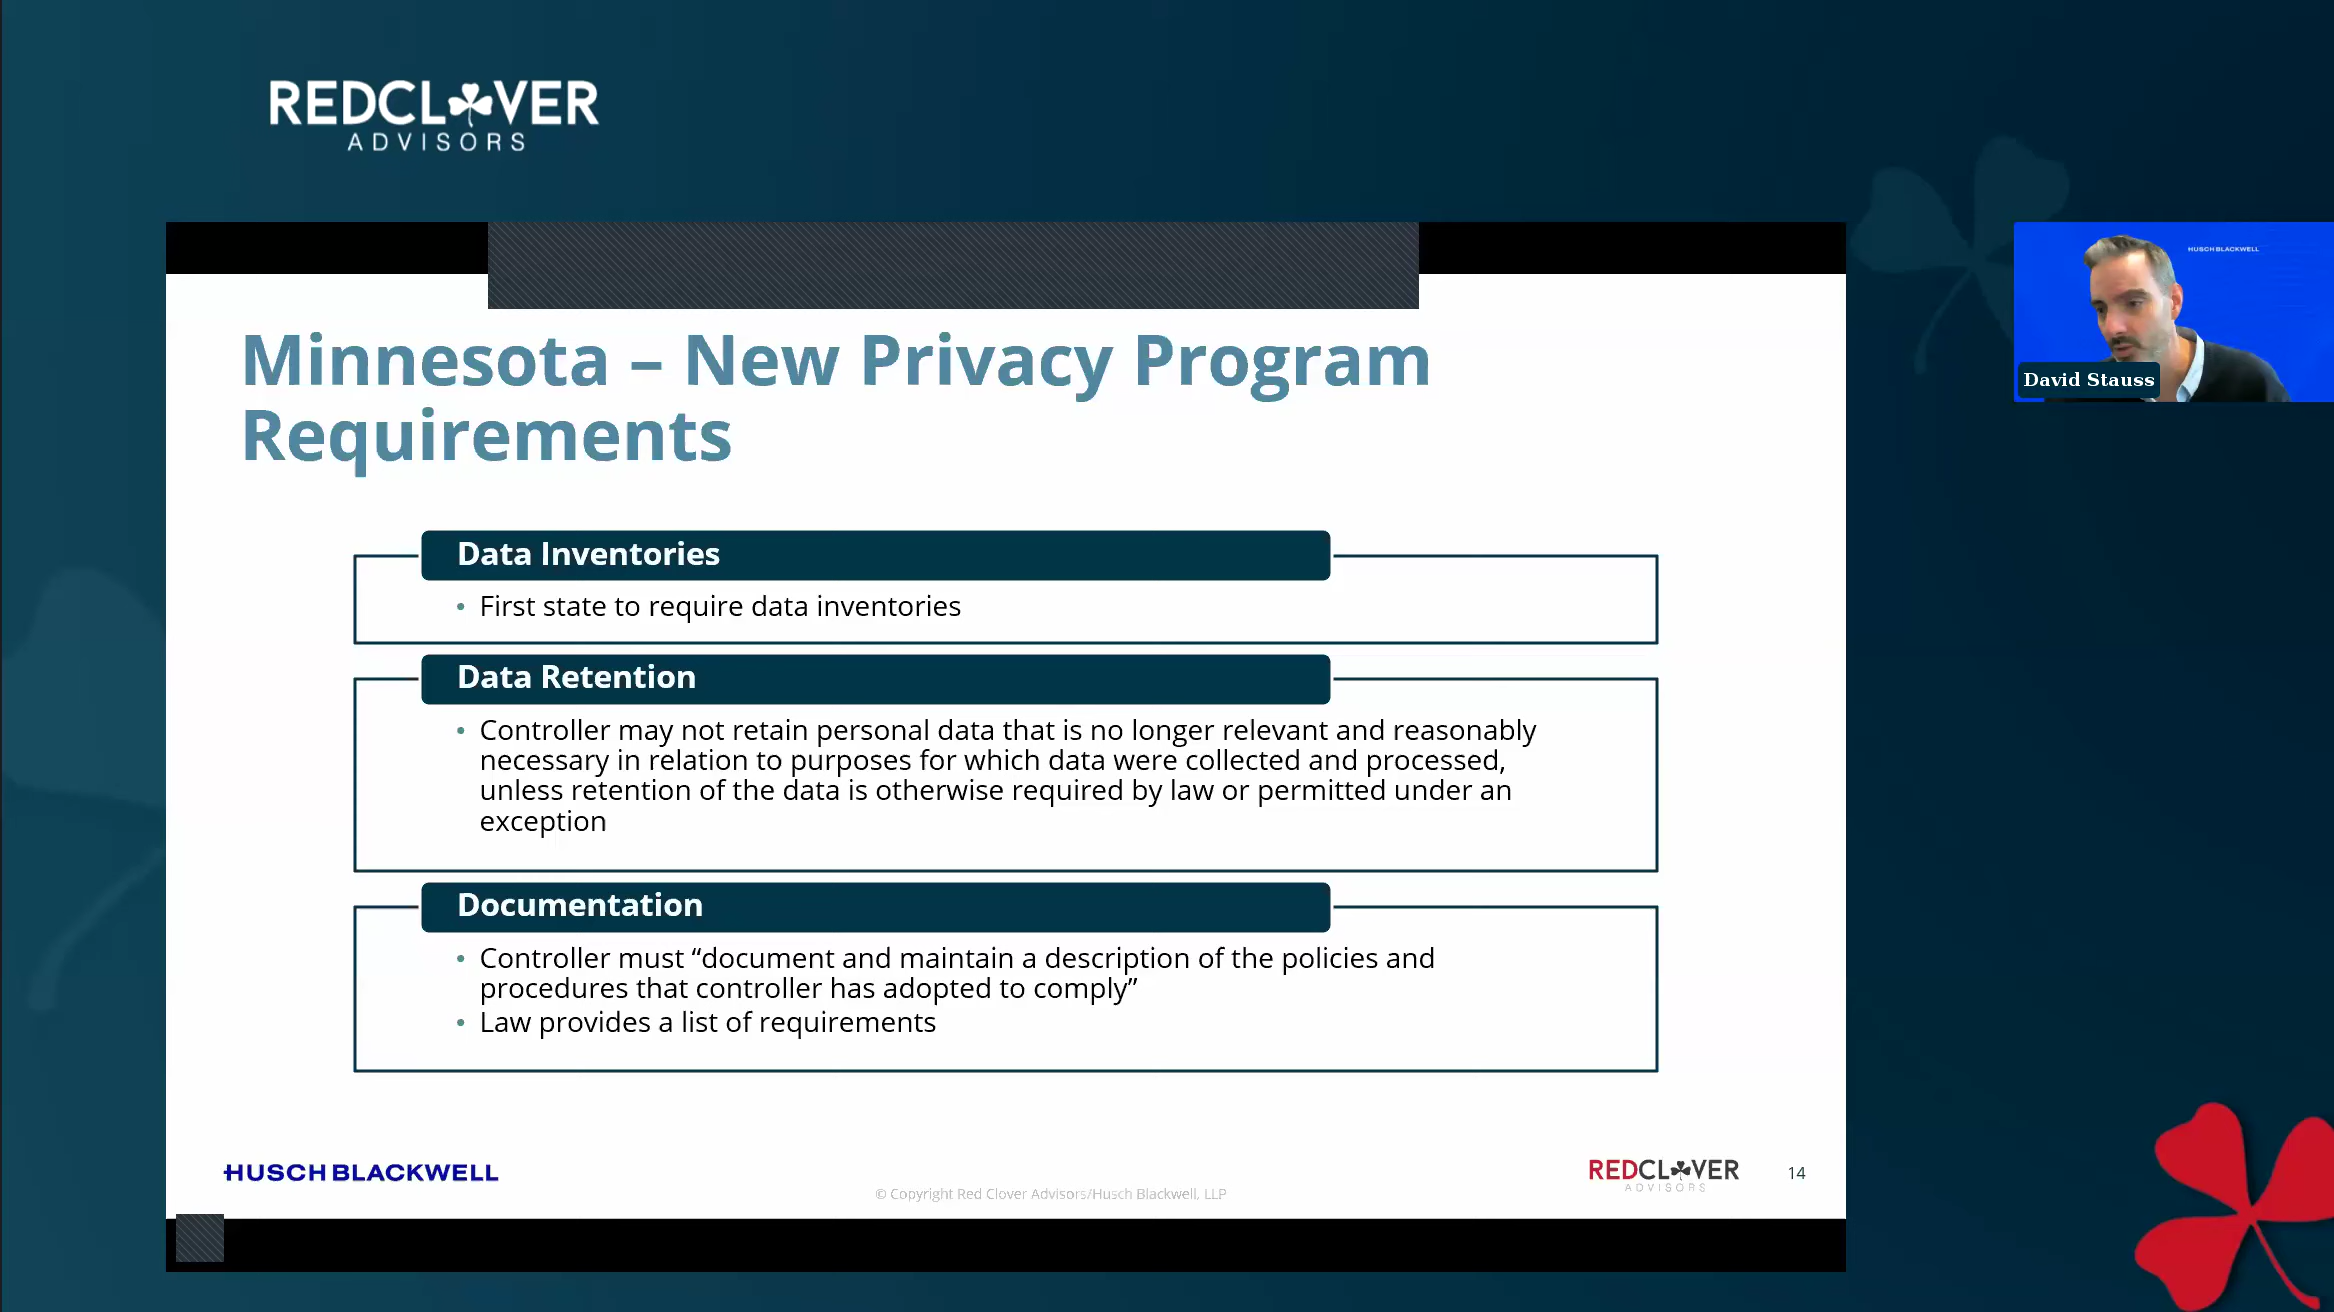 REDCLOVER
ADVISORS
HUSCH BLACKWELL
David Stauss
Minnesota – New Privacy Program
Requirements
Data Inventories
• First state to require data inventories
Data Retention
• Controller may not retain personal data that is no longer relevant and reasonably
necessary in relation to purposes for which data were collected and processed,
unless retention of the data is otherwise required by law or permitted under an
exception
Documentation
• Controller must “document and maintain a description of the policies and
procedures that controller has adopted to comply”
• Law provides a list of requirements
HUSCH BLACKWELL
© Copyright Red Clover Advisors/Husch Blackwell, LLP
REDCLOVER
ADVISORS
14